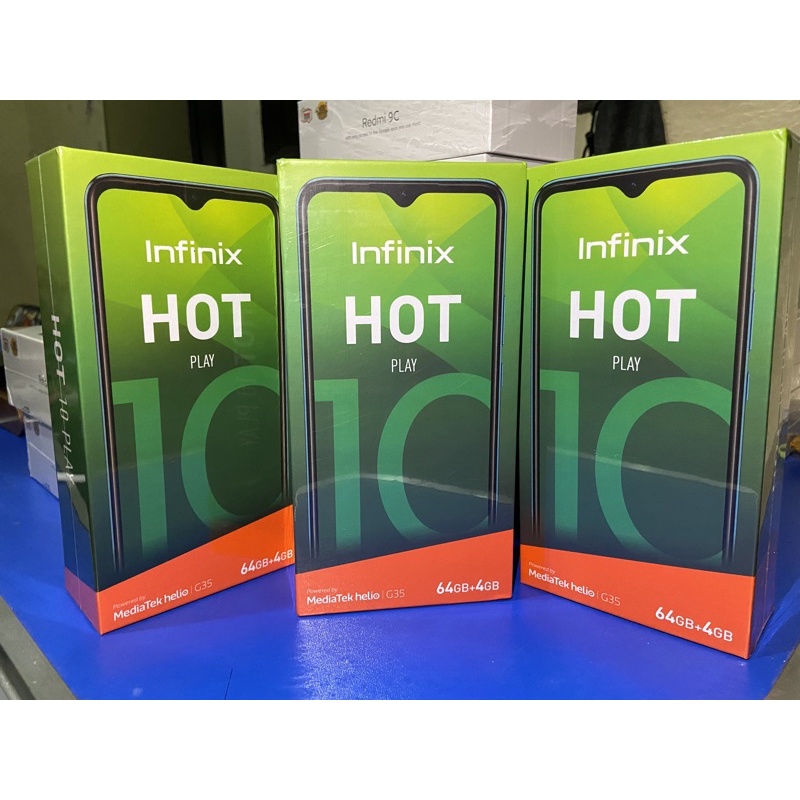 Redmi 9C
Infinix
HOT
PLAY
10
Powered by
MediaTek helio | G35
64GB+4GB
HOT 10 PLAY
Infinix
HOT
PLAY
10
Powered by
MediaTek helio | G35
64GB+4GB
Infinix
HOT
PLAY
10
Powered by
MediaTek helio | G35
64GB+4GB